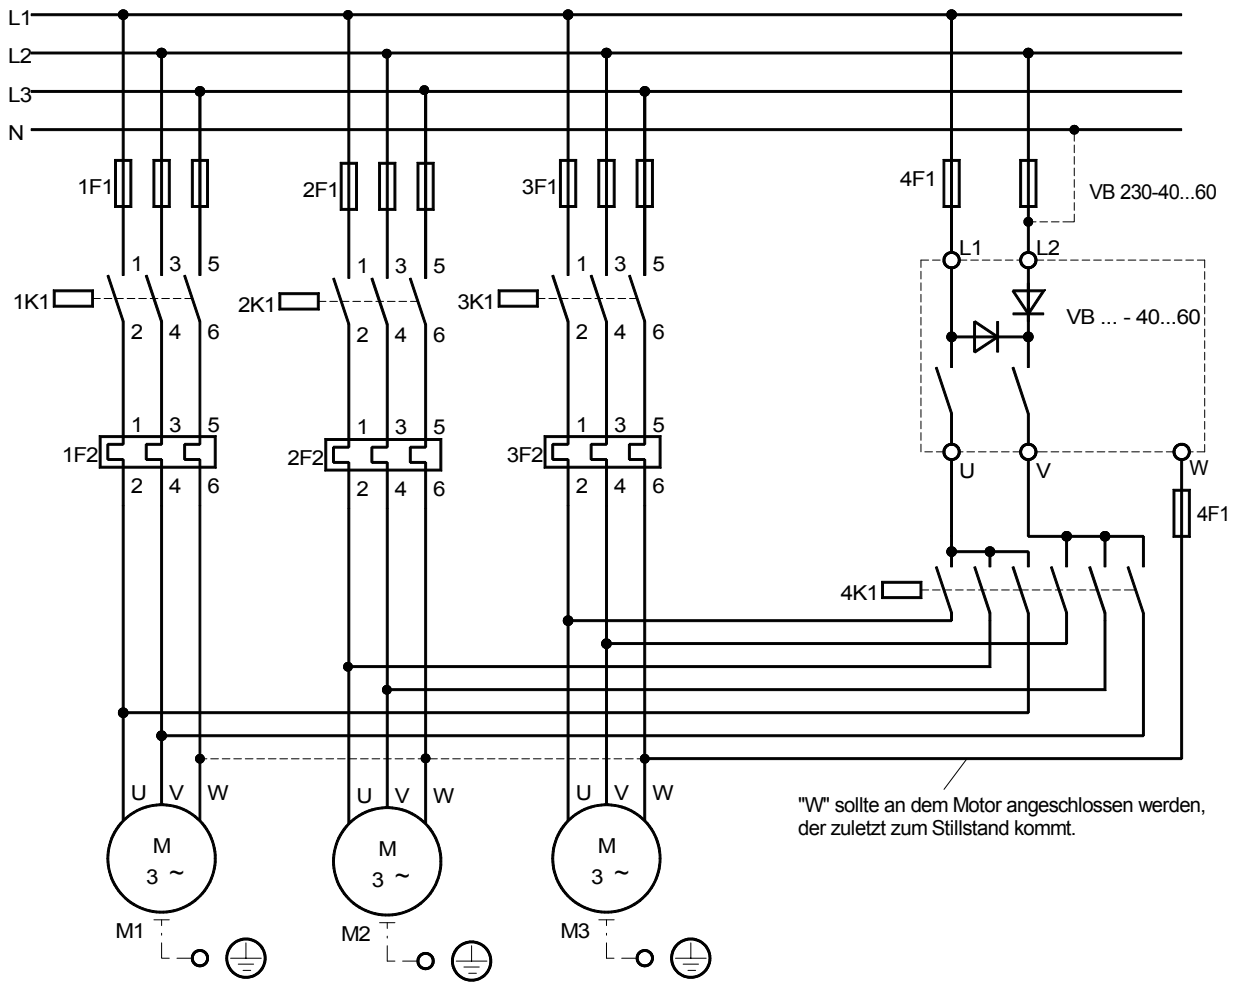 L1
L2
L3
N
1F1
2F1
3F1
4F1
VB 230-40...60
L1
L2
1 3 5
1 3 5
1 3 5
1K1
2K1
3K1
VB ... - 40...60
2 4 6
2 4 6
2 4 6
1 3 5
1 3 5
1 3 5
1F2
2F2
3F2
U
V
W
2 4 6
2 4 6
2 4 6
4F1
4K1
U V W
U V W
U V W
"W" sollte an dem Motor angeschlossen werden,
der zuletzt zum Stillstand kommt.
M
3 ~
M
3 ~
M
3 ~
M1
M2
M3